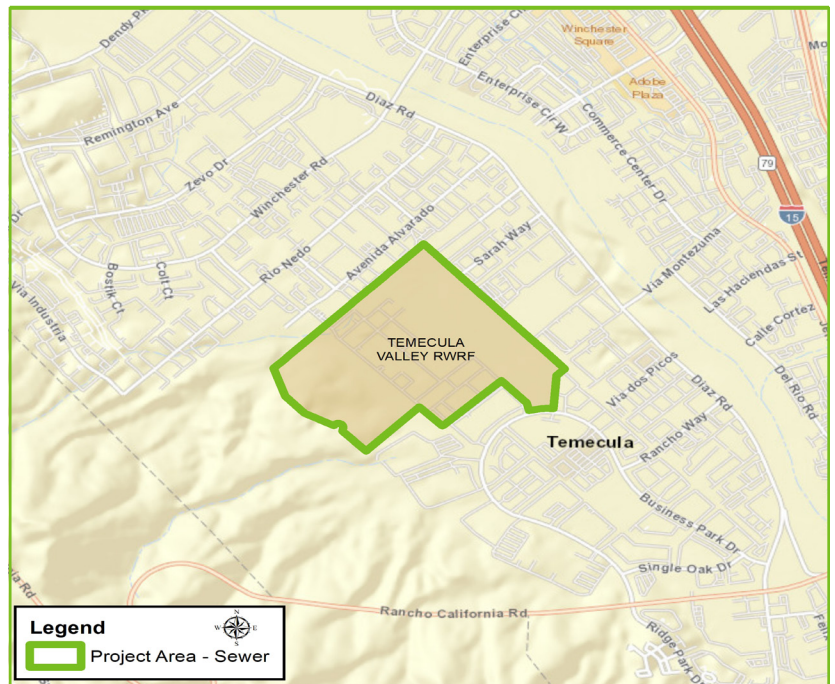 Dendy Pk
Enterprise Cir
Winchester
Square
Adobe
Plaza
Remington Ave
Diaz Rd
Enterprise Cir W
Commerce Center Dr
79
15
Zevo Dr
Winchester Rd
Avenida Alvarado
Sarah Way
Rio Nedo
Via Montezuma
Las Haciendas St
Bostik Ct
Colt Ct
Via Industria
Calle Cortez
TEMECULA
VALLEY RWRF
Via dos Picos
Diaz Rd
Del Rio Rd
Rancho Way
Temecula
Business Park Dr
Single Oak Dr
Rancho California Rd
Ridge Park Dr
Legend
N
W
E
S
Project Area - Sewer